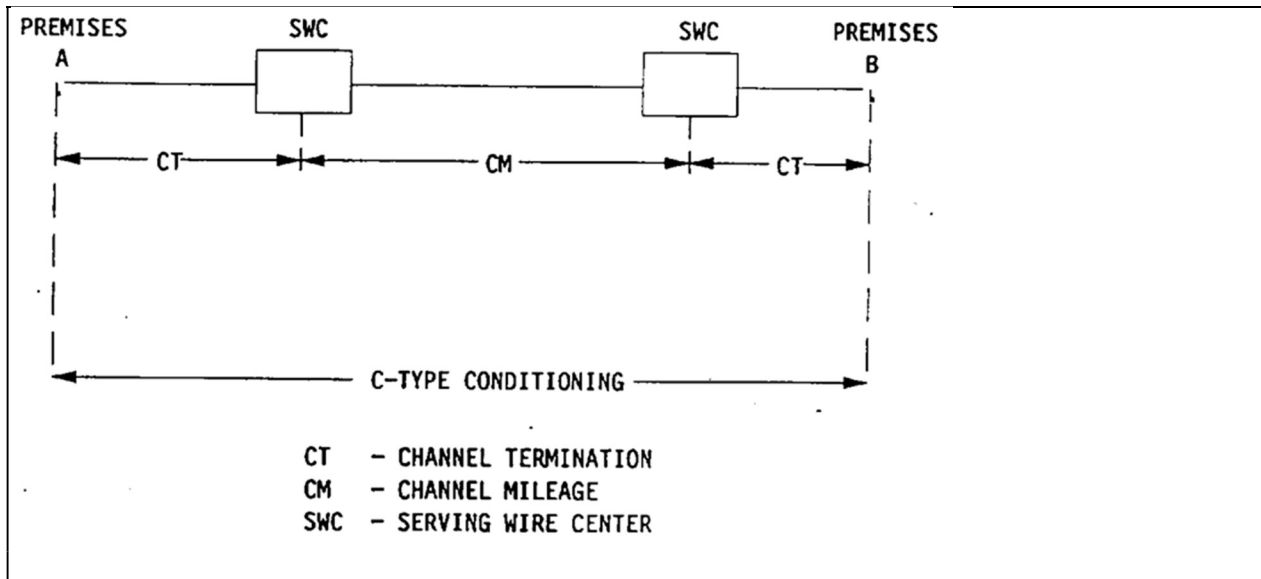 PREMISES
A
SWC
SWC
PREMISES
B
CT
CM
CT
C-TYPE CONDITIONING
CT - CHANNEL TERMINATION
CM - CHANNEL MILEAGE
SWC - SERVING WIRE CENTER